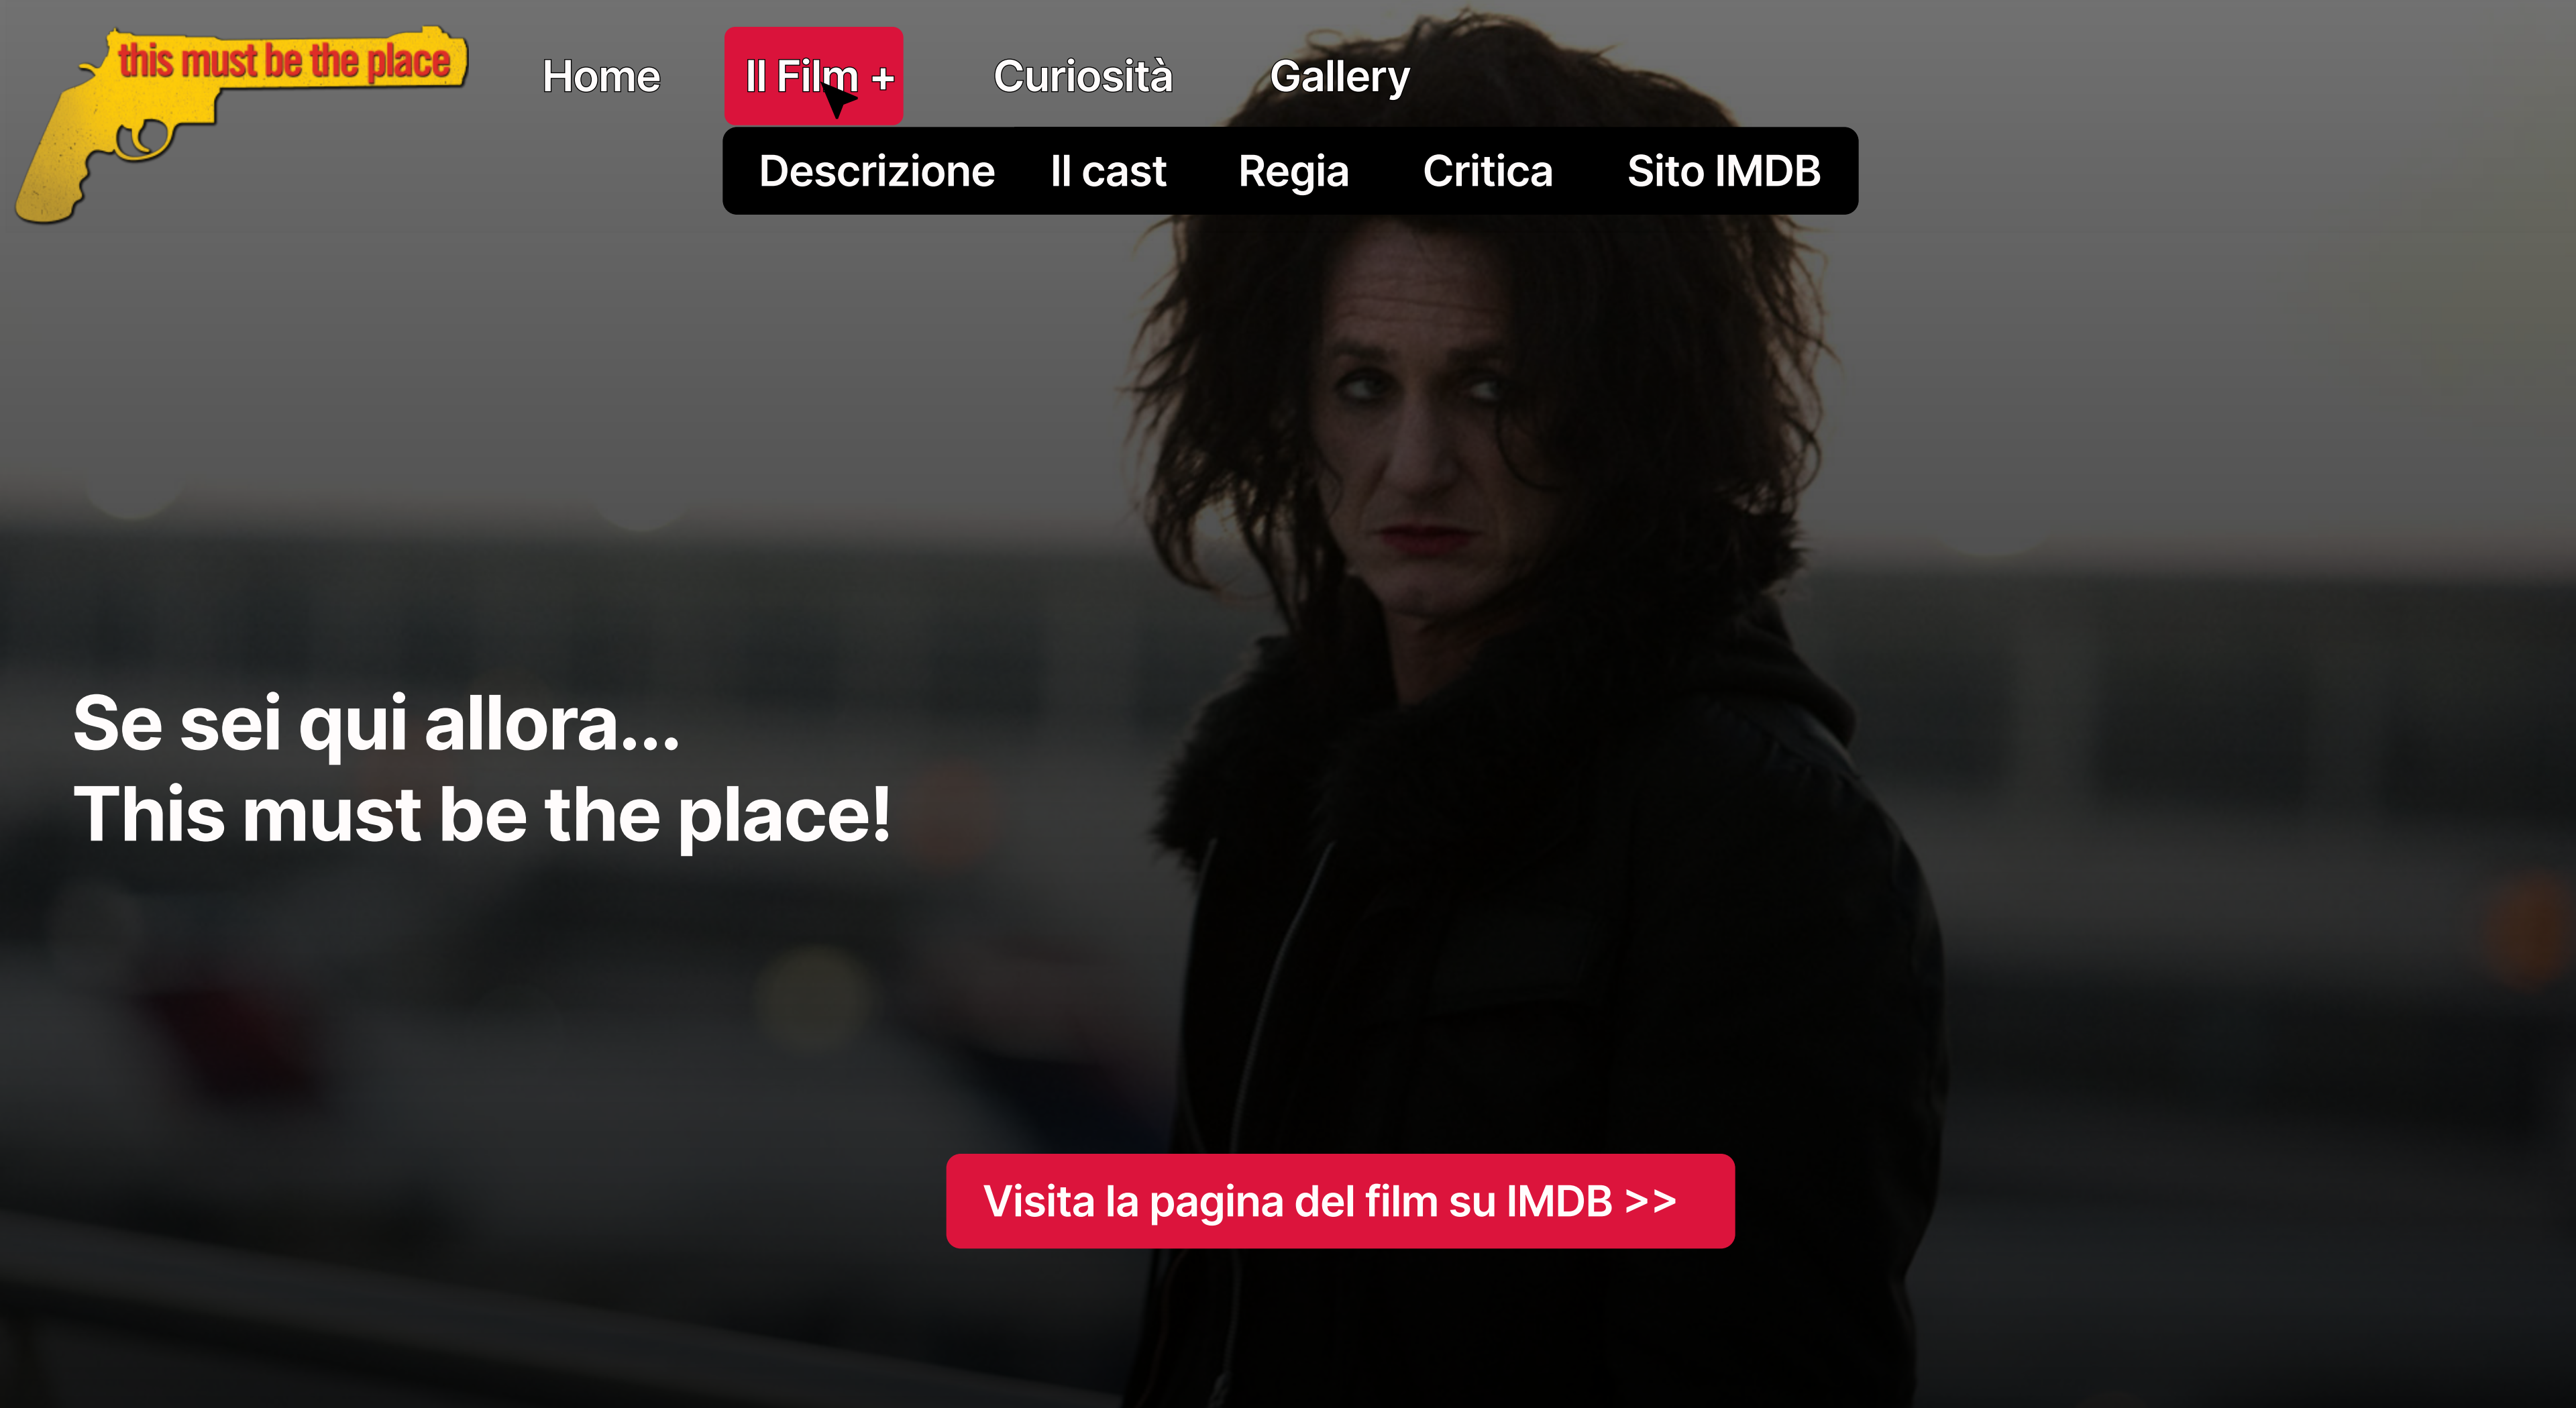 this must be the place
Home Il Film + Curiosità Gallery
Descrizione Il cast Regia Critica Sito IMDB
Se sei qui allora...
This must be the place!
Visita la pagina del film su IMDB >>